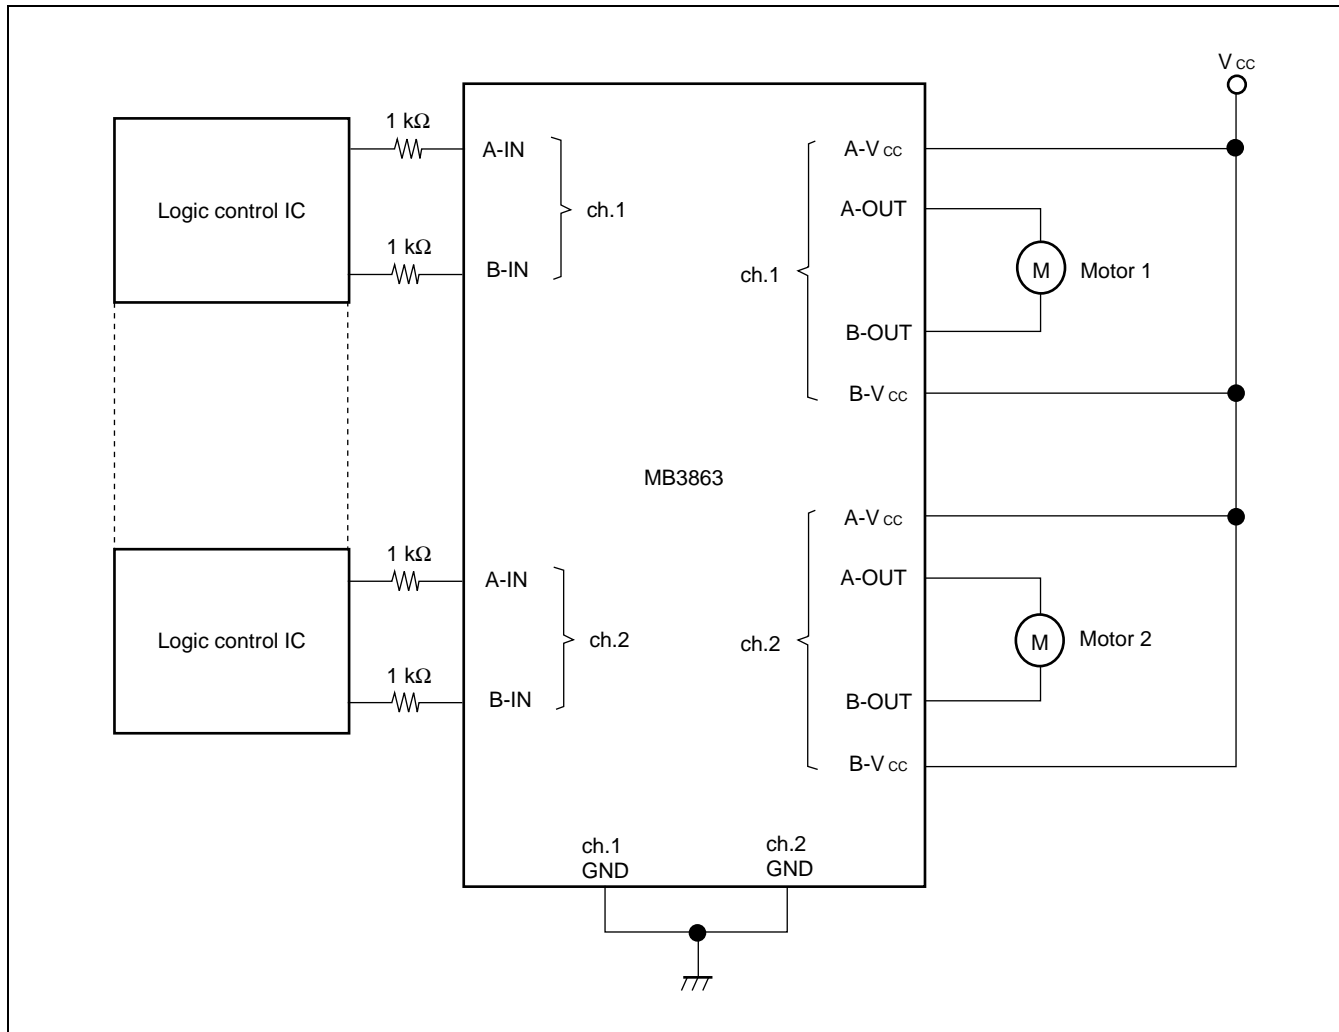 V CC
1 kΩ
A-IN
A-V CC
Logic control IC
ch.1
A-OUT
1 kΩ
B-IN
ch.1
M
Motor 1
B-OUT
B-V CC
MB3863
A-V CC
1 kΩ
A-IN
A-OUT
Logic control IC
ch.2
ch.2
M
Motor 2
1 kΩ
B-IN
B-OUT
B-V CC
ch.1
GND
ch.2
GND